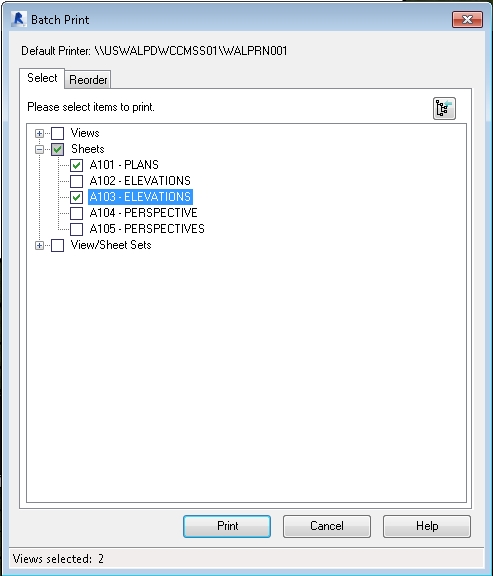 Batch Print
Default Printer: \\USWALPDWCCMSS01\WALPRN001
Select Reorder
Please select items to print.
Views
Sheets
A101 - PLANS
A102 - ELEVATIONS
A103 - ELEVATIONS
A104 - PERSPECTIVE
A105 - PERSPECTIVES
View/Sheet Sets
Print Cancel Help
Views selected: 2